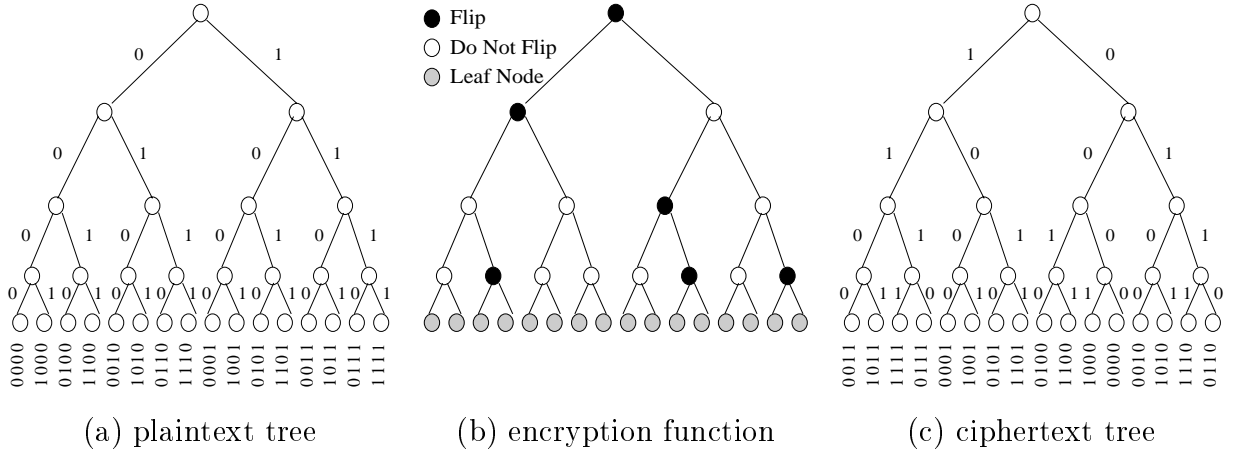 0 1
0 1 0 1
0 1 0 1 0 1 0 1
0 1 0 1 0 1 0 1 0 1 0 1 0 1 0 1
0000 0001 0010 0011 0100 0101 0110 0111 1000 1001 1010 1011 1100 1101 1110 1111
(a) plaintext tree
Flip
Do Not Flip
Leaf Node
(b) encryption function
1 0
1 0 0 1
0 1 0 1 1 0 0 1
0 1 1 0 0 1 0 1 0 1 1 0 0 1 1 0
1100 1101 1111 1110 1000 1001 1010 1011 0010 0011 0001 0000 0100 0101 0111 0110
(c) ciphertext tree